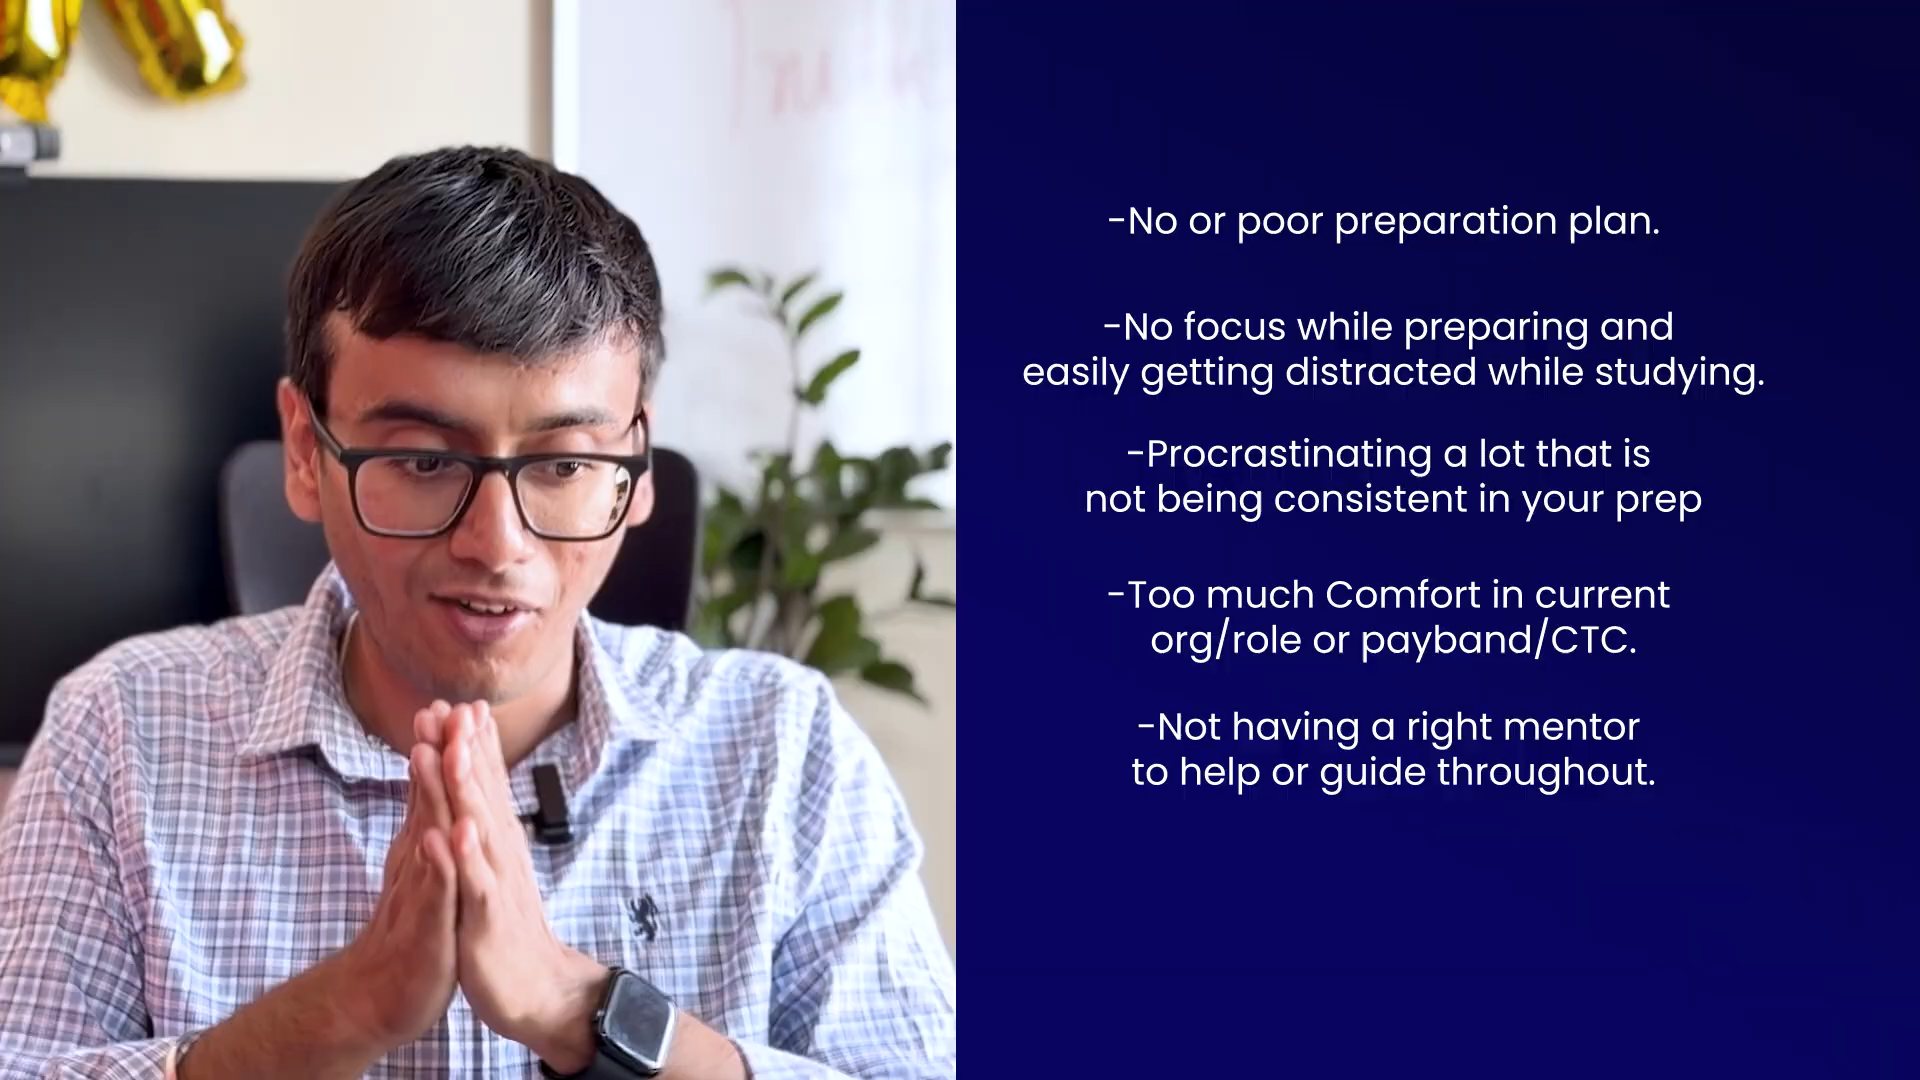 -No or poor preparation plan.
-No focus while preparing and
easily getting distracted while studying.
-Procrastinating a lot that is
not being consistent in your prep
-Too much Comfort in current
org/role or payband/CTC.
-Not having a right mentor
to help or guide throughout.